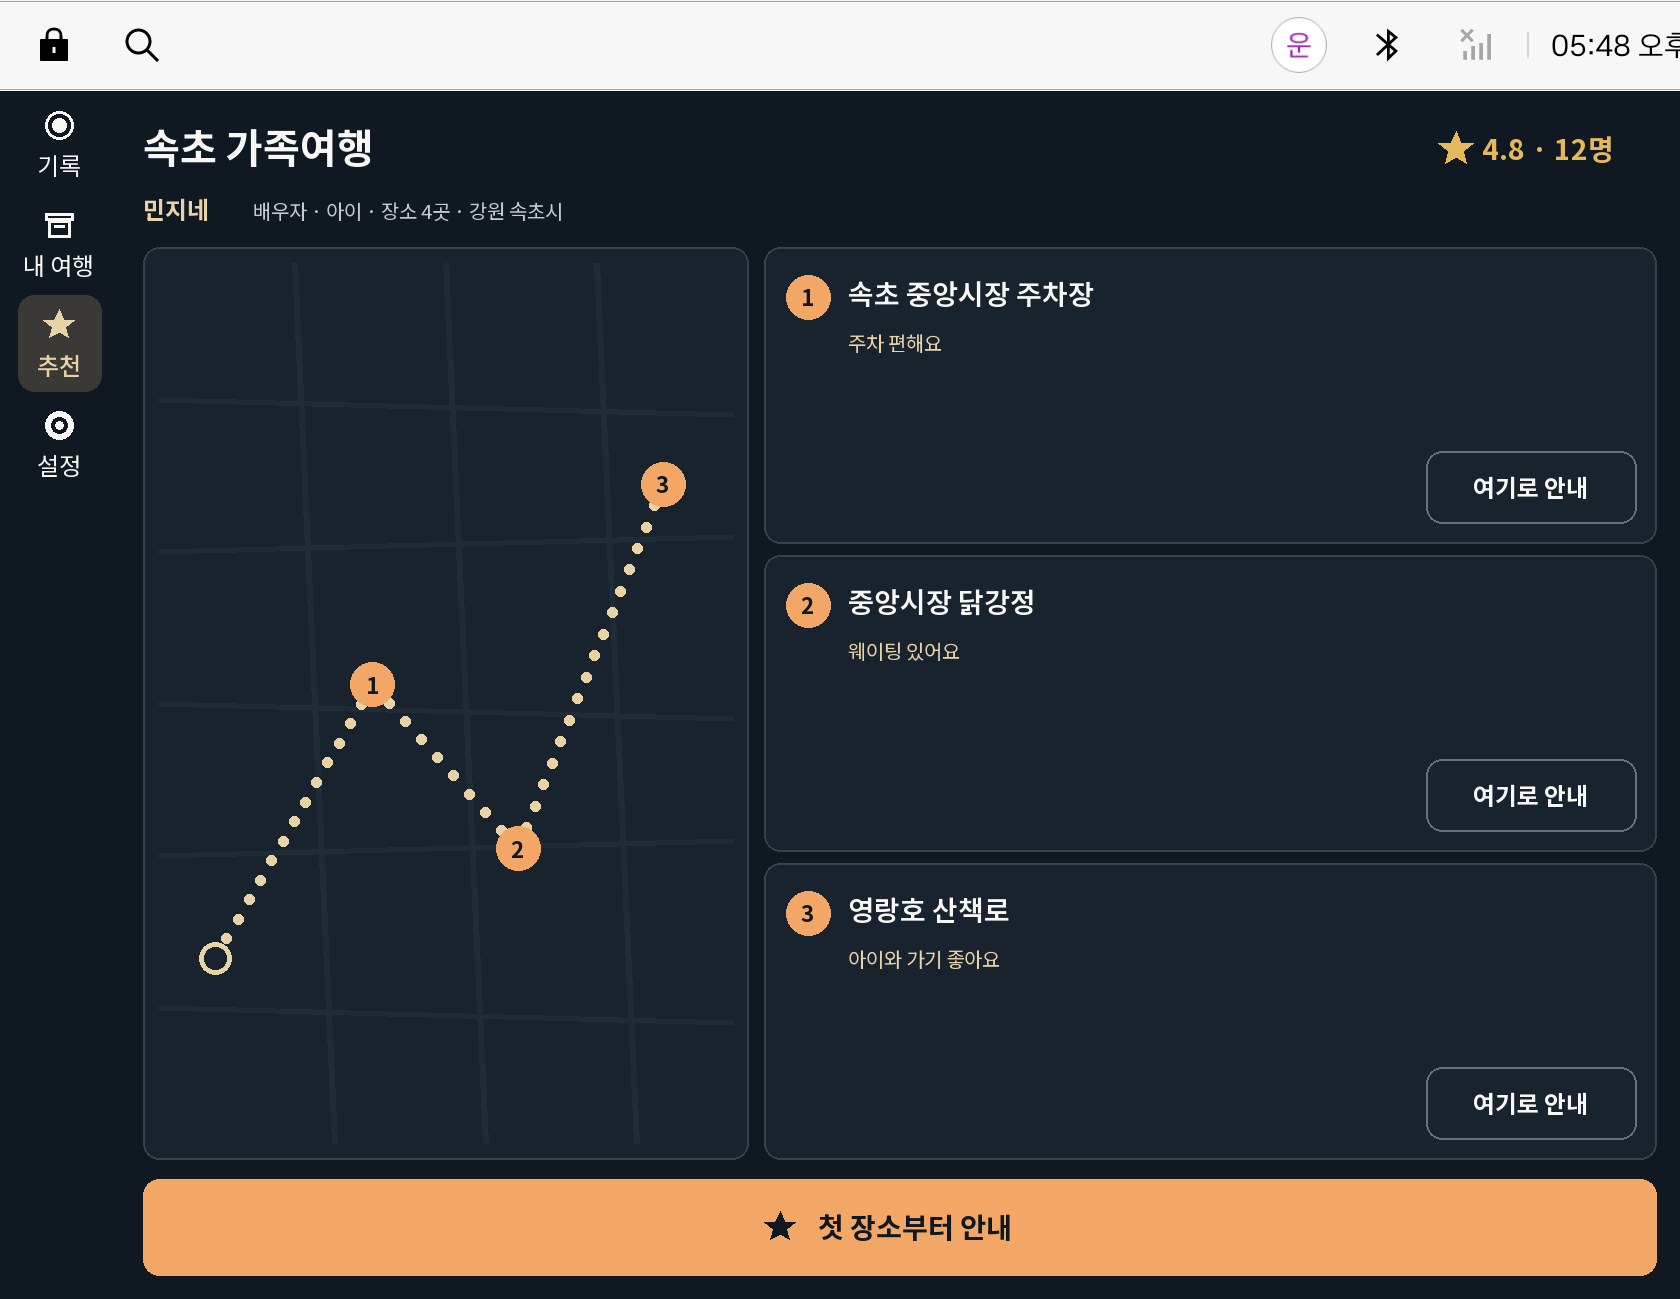 운
05:48 오후
기록
내 여행
추천
설정
속초 가족여행
4.8 · 12명
민지네
배우자 · 아이 · 장소 4곳 · 강원 속초시
1
2
3
1 속초 중앙시장 주차장
주차 편해요
여기로 안내
2 중앙시장 닭강정
웨이팅 있어요
여기로 안내
3 영랑호 산책로
아이와 가기 좋아요
여기로 안내
첫 장소부터 안내